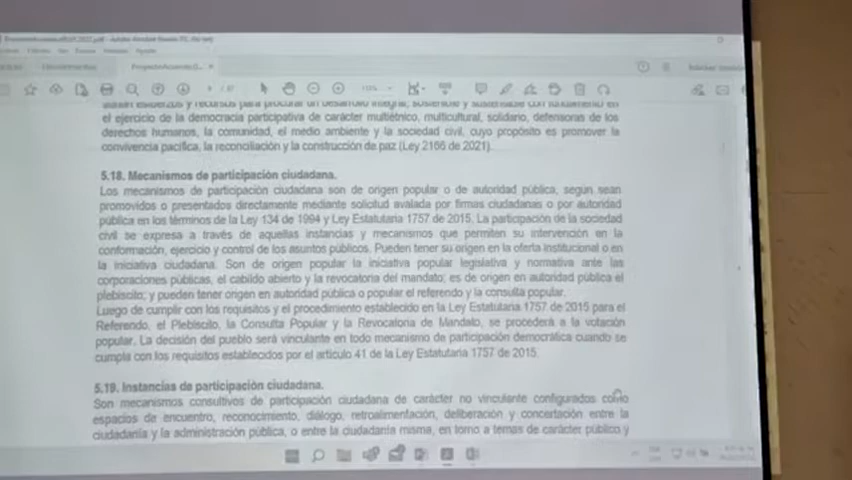 aúnan esfuerzos y recursos para procurar un desarrollo integral, sostenible y sustentable con fundamento en
el ejercicio de la democracia participativa de carácter multiétnico, multicultural, solidario, defensoras de los
derechos humanos, la comunidad, el medio ambiente y la sociedad civil, cuyo propósito es promover la
convivencia pacífica, la reconciliación y la construcción de paz (Ley 2166 de 2021).
5.18. Mecanismos de participación ciudadana.
Los mecanismos de participación ciudadana son de origen popular o de autoridad pública, según sean
promovidos o presentados directamente mediante solicitud avalada por firmas ciudadanas o por autoridad
pública en los términos de la Ley 134 de 1994 y Ley Estatutaria 1757 de 2015. La participación de la sociedad
civil se expresa a través de aquellas instancias y mecanismos que permiten su intervención en la
conformación, ejercicio y control de los asuntos públicos. Pueden tener su origen en la oferta institucional o en
la iniciativa ciudadana. Son de origen popular la iniciativa popular legislativa y normativa ante las
corporaciones públicas, el cabildo abierto y la revocatoria del mandato; es de origen en autoridad pública el
plebiscito; y pueden tener origen en autoridad pública o popular el referendo y la consulta popular.
Luego de cumplir con los requisitos y el procedimiento establecido en la Ley Estatutaria 1757 de 2015 para el
Referendo, el Plebiscito, la Consulta Popular y la Revocatoria de Mandato, se procederá a la votación
popular. La decisión del pueblo será vinculante en todo mecanismo de participación democrática cuando se
cumpla con los requisitos establecidos por el artículo 41 de la Ley Estatutaria 1757 de 2015.
5.19. Instancias de participación ciudadana.
Son mecanismos consultivos de participación ciudadana de carácter no vinculante configurados como
espacios de encuentro, reconocimiento, diálogo, retroalimentación, deliberación y concertación entre la
ciudadanía y la administración pública, o entre la ciudadanía misma, en torno a temas de carácter público y